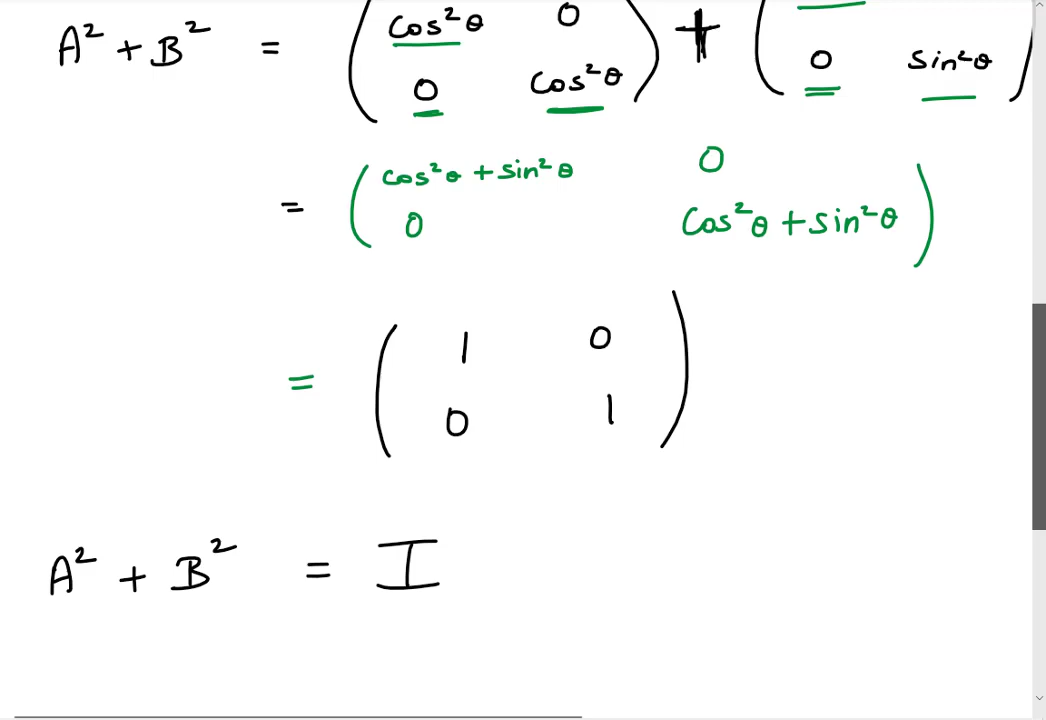 A² + B² = ( cos²θ 0 ) + (
0 cos²θ 0 sin²θ )
= ( cos²θ + sin²θ 0
0 cos²θ + sin²θ )
= ( 1 0
0 1 )
A² + B² = I